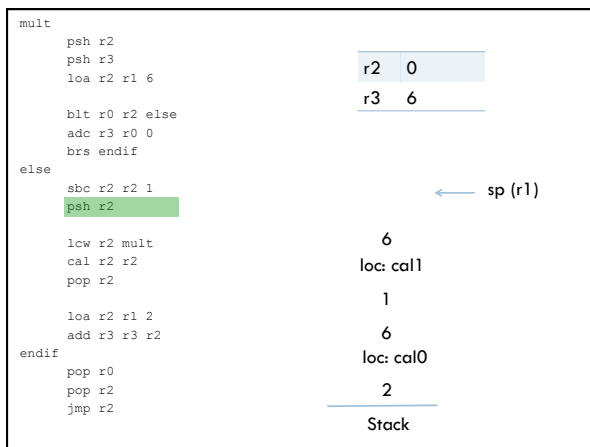 mult
psh r2
psh r3
loa r2 r1 6
blt r0 r2 else
adc r3 r0 0
brs endif
else
sbc r2 r2 1
psh r2
lcw r2 mult
cal r2 r2
pop r2
loa r2 r1 2
add r3 r3 r2
endif
pop r0
pop r2
jmp r2
r2 0
r3 6
sp (r1)
6
loc: cal1
1
6
loc: cal0
2
Stack